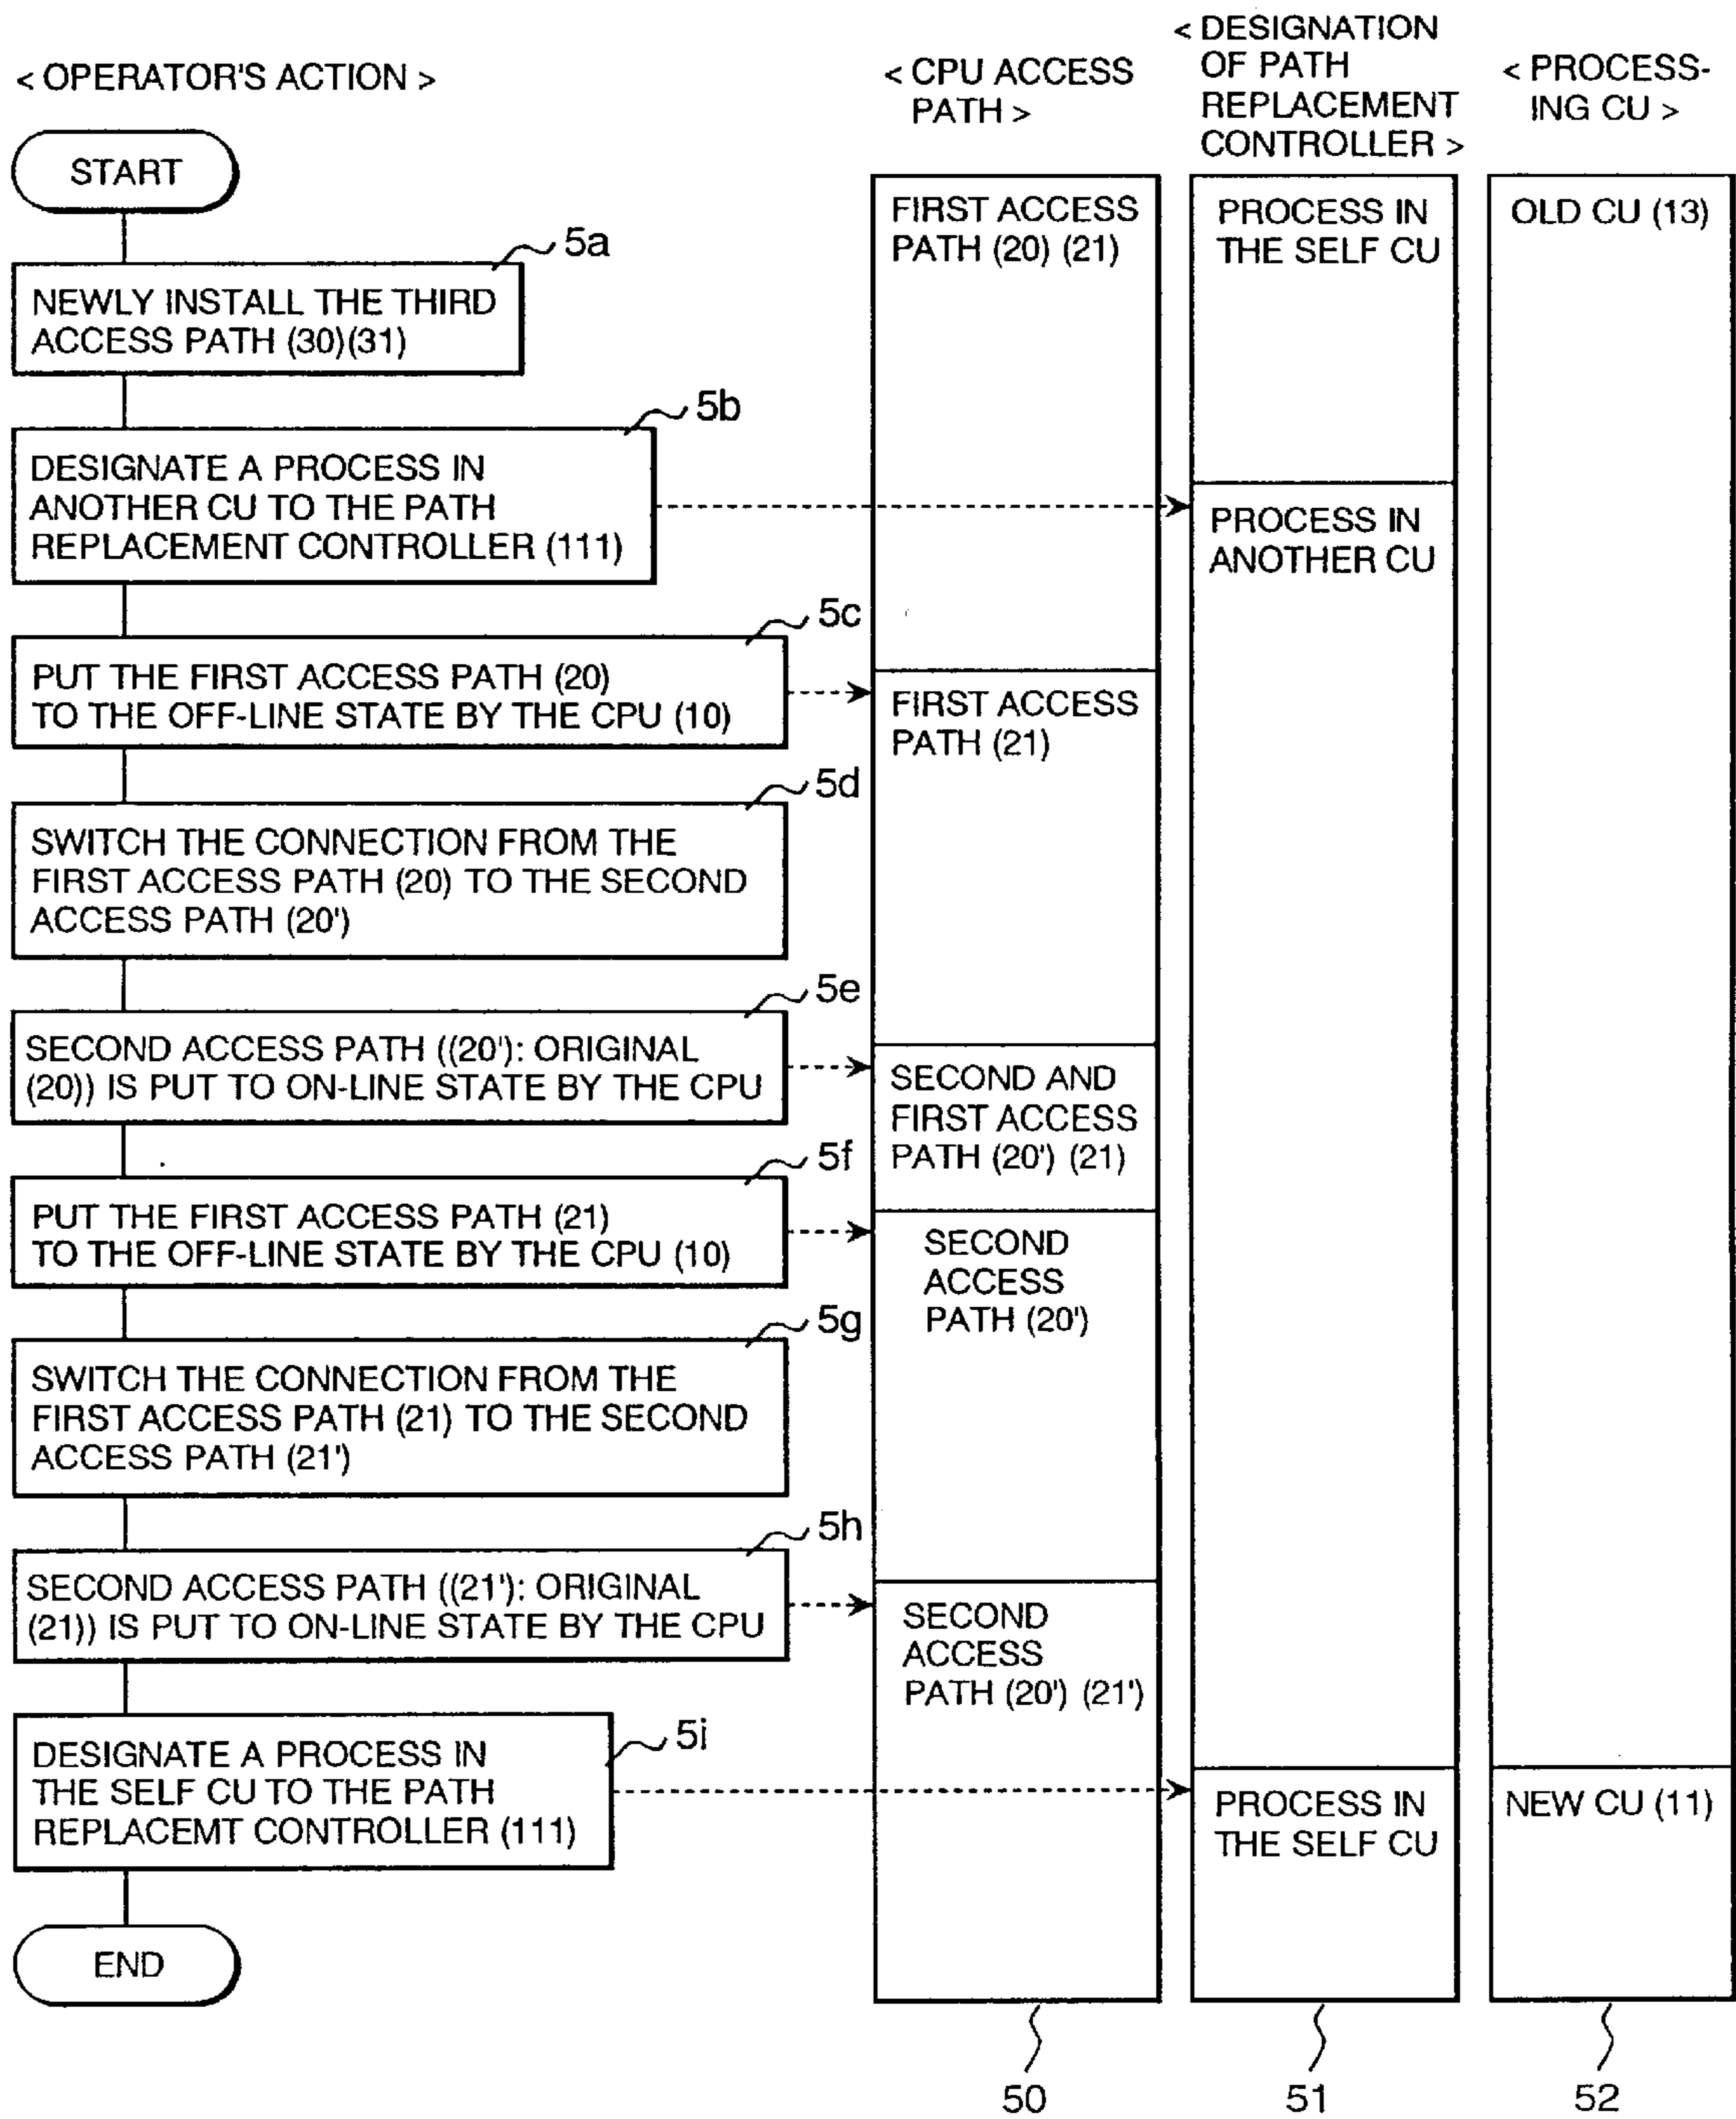 < OPERATOR'S ACTION >
START
5a
NEWLY INSTALL THE THIRD
ACCESS PATH (30)(31)
5b
DESIGNATE A PROCESS IN
ANOTHER CU TO THE PATH
REPLACEMENT CONTROLLER (111)
5c
PUT THE FIRST ACCESS PATH (20)
TO THE OFF-LINE STATE BY THE CPU (10)
5d
SWITCH THE CONNECTION FROM THE
FIRST ACCESS PATH (20) TO THE SECOND
ACCESS PATH (20')
5e
SECOND ACCESS PATH ((20'): ORIGINAL
(20)) IS PUT TO ON-LINE STATE BY THE CPU
5f
PUT THE FIRST ACCESS PATH (21)
TO THE OFF-LINE STATE BY THE CPU (10)
5g
SWITCH THE CONNECTION FROM THE
FIRST ACCESS PATH (21) TO THE SECOND
ACCESS PATH (21')
5h
SECOND ACCESS PATH ((21'): ORIGINAL
(21)) IS PUT TO ON-LINE STATE BY THE CPU
5i
DESIGNATE A PROCESS IN
THE SELF CU TO THE PATH
REPLACEMT CONTROLLER (111)
END
< CPU ACCESS
PATH >
FIRST ACCESS
PATH (20) (21)
FIRST ACCESS
PATH (21)
SECOND AND
FIRST ACCESS
PATH (20') (21)
SECOND
ACCESS
PATH (20')
SECOND
ACCESS
PATH (20') (21')
50
< DESIGNATION
OF PATH
REPLACEMENT
CONTROLLER >
PROCESS IN
THE SELF CU
PROCESS IN
ANOTHER CU
PROCESS IN
THE SELF CU
51
< PROCESS-
ING CU >
OLD CU (13)
NEW CU (11)
52